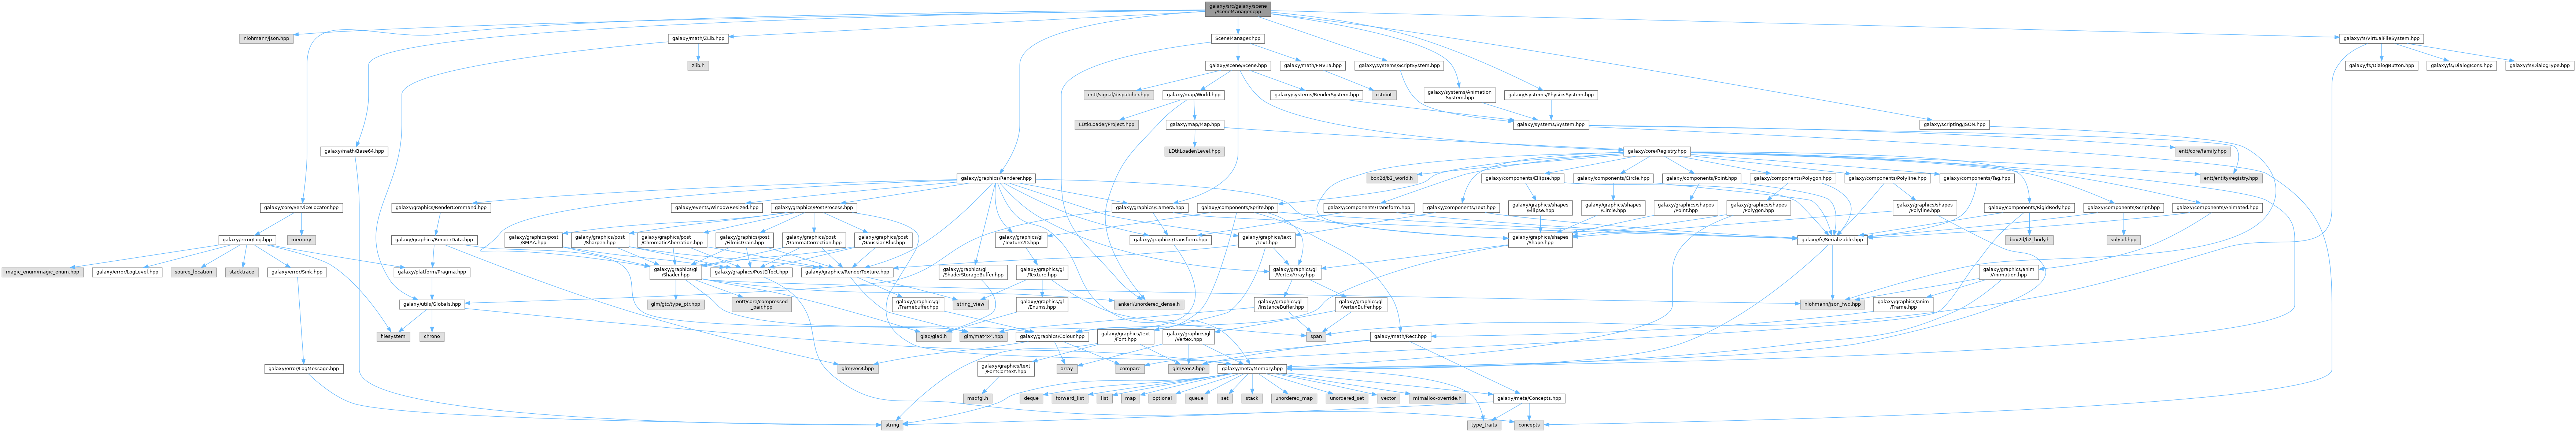 galaxy/src/galaxy/scene
/SceneManager.cpp
nlohmann/json.hpp
galaxy/math/ZLib.hpp
SceneManager.hpp
galaxy/fs/VirtualFileSystem.hpp
zlib.h
galaxy/scene/Scene.hpp
galaxy/math/FNV1a.hpp
galaxy/systems/ScriptSystem.hpp
galaxy/fs/DialogButton.hpp
galaxy/fs/DialogIcons.hpp
galaxy/fs/DialogType.hpp
entt/signal/dispatcher.hpp
galaxy/map/World.hpp
galaxy/systems/RenderSystem.hpp
cstdint
galaxy/systems/Animation
System.hpp
galaxy/systems/PhysicsSystem.hpp
LDtkLoader/Project.hpp
galaxy/map/Map.hpp
galaxy/systems/System.hpp
galaxy/scripting/JSON.hpp
galaxy/math/Base64.hpp
LDtkLoader/Level.hpp
galaxy/core/Registry.hpp
entt/core/family.hpp
galaxy/graphics/Renderer.hpp
box2d/b2_world.h
galaxy/components/Ellipse.hpp
galaxy/components/Circle.hpp
galaxy/components/Point.hpp
galaxy/components/Polygon.hpp
galaxy/components/Polyline.hpp
galaxy/components/Tag.hpp
entt/entity/registry.hpp
galaxy/core/ServiceLocator.hpp
galaxy/graphics/RenderCommand.hpp
galaxy/events/WindowResized.hpp
galaxy/graphics/PostProcess.hpp
galaxy/graphics/Camera.hpp
galaxy/components/Sprite.hpp
galaxy/components/Transform.hpp
galaxy/components/Text.hpp
galaxy/graphics/shapes
/Ellipse.hpp
galaxy/graphics/shapes
/Circle.hpp
galaxy/graphics/shapes
/Point.hpp
galaxy/graphics/shapes
/Polygon.hpp
galaxy/graphics/shapes
/Polyline.hpp
galaxy/components/RigidBody.hpp
galaxy/components/Script.hpp
galaxy/components/Animated.hpp
galaxy/error/Log.hpp
memory
galaxy/graphics/RenderData.hpp
galaxy/graphics/post
/SMAA.hpp
galaxy/graphics/post
/Sharpen.hpp
galaxy/graphics/post
/ChromaticAberration.hpp
galaxy/graphics/post
/FilmicGrain.hpp
galaxy/graphics/post
/GammaCorrection.hpp
galaxy/graphics/post
/GaussianBlur.hpp
galaxy/graphics/gl
/Texture2D.hpp
galaxy/graphics/Transform.hpp
galaxy/graphics/text
/Text.hpp
galaxy/graphics/shapes
/Shape.hpp
galaxy/fs/Serializable.hpp
box2d/b2_body.h
sol/sol.hpp
magic_enum/magic_enum.hpp
galaxy/error/LogLevel.hpp
source_location
stacktrace
galaxy/error/Sink.hpp
galaxy/platform/Pragma.hpp
galaxy/graphics/gl
/Shader.hpp
galaxy/graphics/PostEffect.hpp
galaxy/graphics/RenderTexture.hpp
galaxy/graphics/gl
/ShaderStorageBuffer.hpp
galaxy/graphics/gl
/Texture.hpp
galaxy/graphics/gl
/VertexArray.hpp
galaxy/graphics/anim
/Animation.hpp
galaxy/utils/Globals.hpp
glm/gtc/type_ptr.hpp
entt/core/compressed
_pair.hpp
galaxy/graphics/gl
/Framebuffer.hpp
string_view
galaxy/graphics/gl
/Enums.hpp
ankerl/unordered_dense.h
galaxy/graphics/gl
/InstanceBuffer.hpp
galaxy/graphics/gl
/VertexBuffer.hpp
nlohmann/json_fwd.hpp
galaxy/graphics/anim
/Frame.hpp
filesystem
chrono
glad/glad.h
glm/mat4x4.hpp
galaxy/graphics/Colour.hpp
galaxy/graphics/text
/Font.hpp
galaxy/graphics/gl
/Vertex.hpp
span
galaxy/math/Rect.hpp
galaxy/error/LogMessage.hpp
glm/vec4.hpp
galaxy/graphics/text
/FontContext.hpp
array
compare
glm/vec2.hpp
galaxy/meta/Memory.hpp
msdfgl.h
deque
forward_list
list
map
optional
queue
set
stack
unordered_map
unordered_set
vector
mimalloc-override.h
galaxy/meta/Concepts.hpp
string
type_traits
concepts